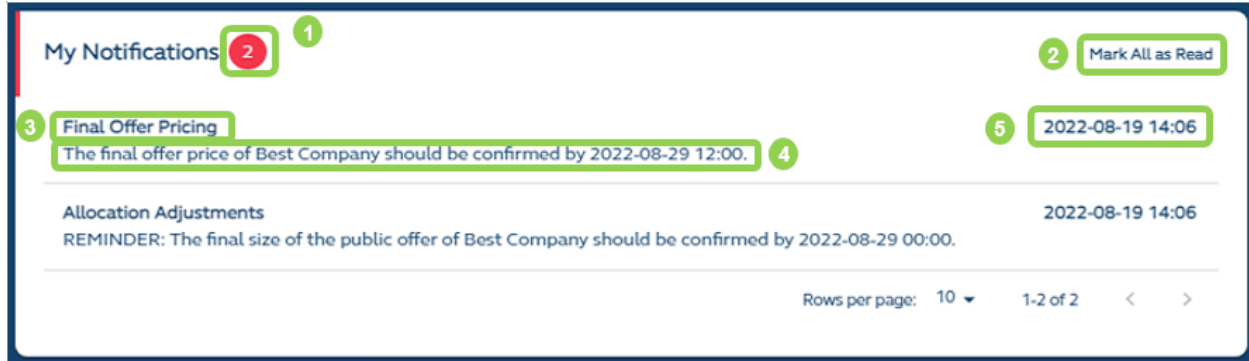 My Notifications 2 1
2 Mark All as Read
3 Final Offer Pricing 5 2022-08-19 14:06
The final offer price of Best Company should be confirmed by 2022-08-29 12:00. 4
Allocation Adjustments 2022-08-19 14:06
REMINDER: The final size of the public offer of Best Company should be confirmed by 2022-08-29 00:00.
Rows per page: 10 1-2 of 2